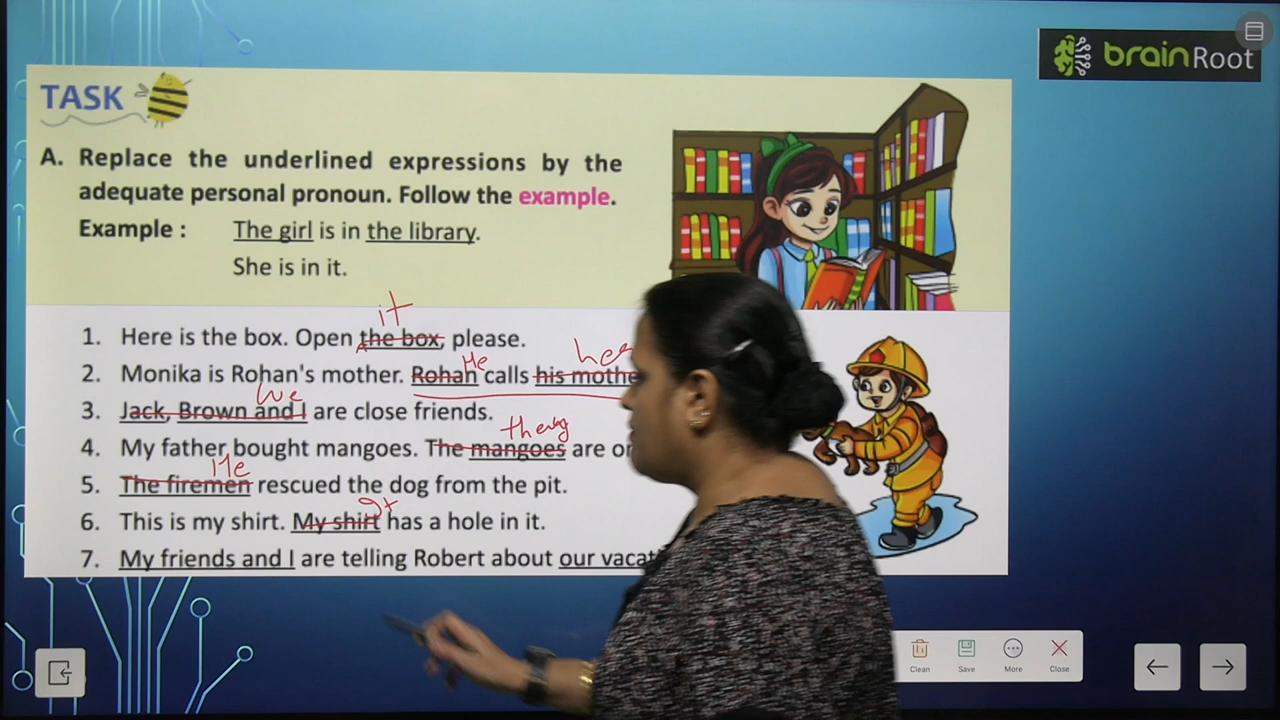 brainRoot
TASK
A. Replace the underlined expressions by the
adequate personal pronoun. Follow the example.
Example : The girl is in the library.
She is in it.
it
1. Here is the box. Open the box, please.
He her
2. Monika is Rohan's mother. Rohan calls his mothe
We
3. Jack, Brown and I are close friends.
they
4. My father bought mangoes. The mangoes are
He
5. The firemen rescued the dog from the pit.
It
6. This is my shirt. My shirt has a hole in it.
7. My friends and I are telling Robert about our vacat
Clean Save More Close